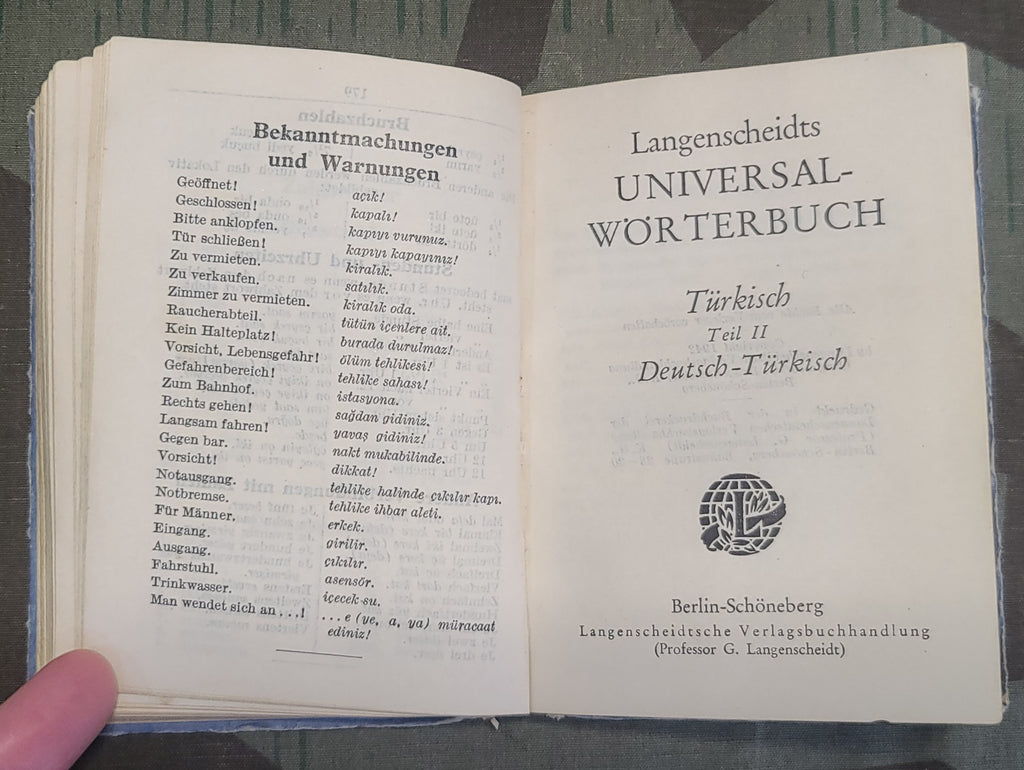 Bekanntmachungen
und Warnungen
Geöffnet! açık!
Geschlossen! kapalı!
Bitte anklopfen. kapıyı vurunuz.
Tür schließen! kapıyı kapayınız!
Zu vermieten. kiralık.
Zu verkaufen. satılık.
Zimmer zu vermieten. kiralık oda.
Raucherabteil. tütün içenlere ait.
Kein Halteplatz! burada durulmaz!
Vorsicht, Lebensgefahr! ölüm tehlikesi!
Gefahrenbereich! tehlike sahası!
Zum Bahnhof. istasyona.
Rechts gehen! sağdan gidiniz.
Langsam fahren! yavaş gidiniz!
Gegen bar. nakt mukabilinde.
Vorsicht! dikkat!
Notausgang. tehlike halinde çıkılır kapı.
Notbremse. tehlike ihbar aleti.
Für Männer. erkek.
Eingang. girilir.
Ausgang. çıkılır.
Fahrstuhl. asensör.
Trinkwasser. içecek su.
Man wendet sich an ...! ...e (ye, a, ya) müracaat
ediniz!
Langenscheidts
UNIVERSAL-
WÖRTERBUCH
Türkisch
Teil II
Deutsch-Türkisch
L
Berlin-Schöneberg
Langenscheidtsche Verlagsbuchhandlung
(Professor G. Langenscheidt)